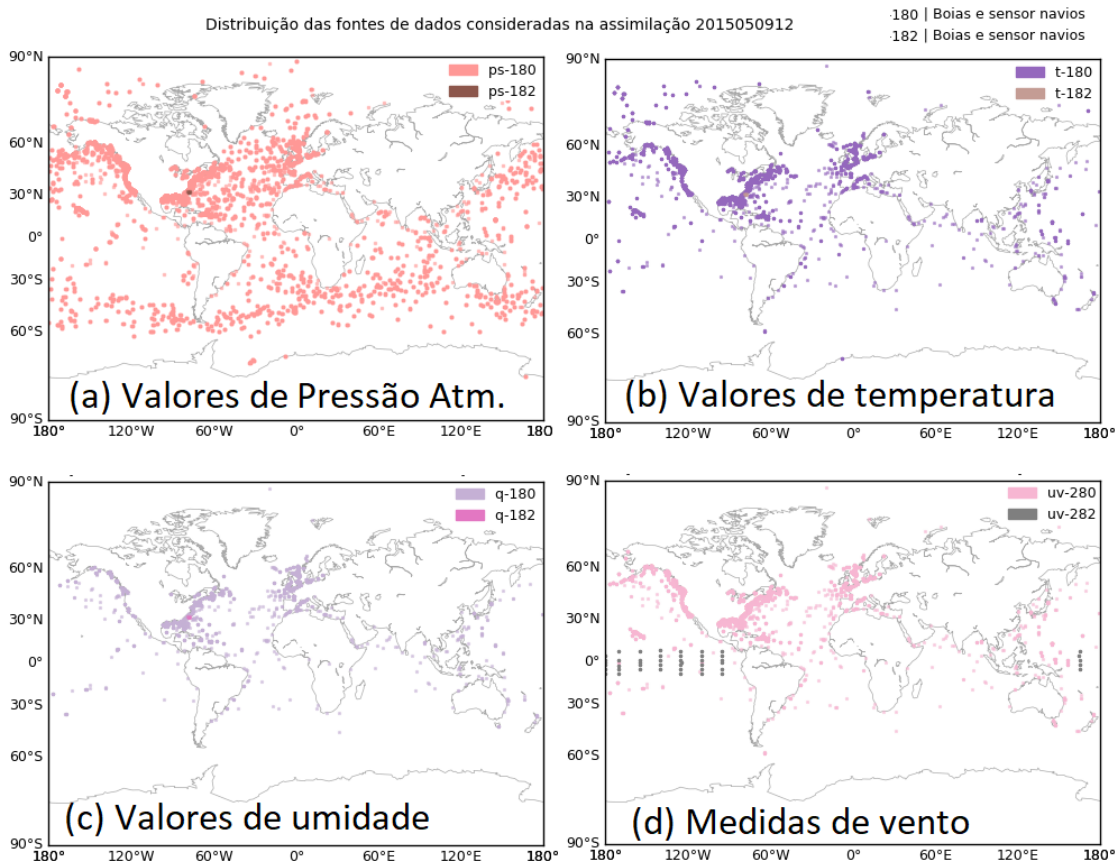 Distribuição das fontes de dados consideradas na assimilação 2015050912
·180 | Boias e sensor navios
·182 | Boias e sensor navios
90°N
60°N
30°N
0°
30°S
60°S
90°S
180°
120°W
60°W
0°
60°E
120°E
180°
ps-180
ps-182
(a) Valores de Pressão Atm.
90°N
60°N
30°N
0°
30°S
60°S
90°S
180°
120°W
60°W
0°
60°E
120°E
180°
t-180
t-182
(b) Valores de temperatura
90°N
60°N
30°N
0°
30°S
60°S
90°S
180°
120°W
60°W
0°
60°E
120°E
180°
q-180
q-182
(c) Valores de umidade
90°N
60°N
30°N
0°
30°S
60°S
90°S
180°
120°W
60°W
0°
60°E
120°E
180°
uv-280
uv-282
(d) Medidas de vento